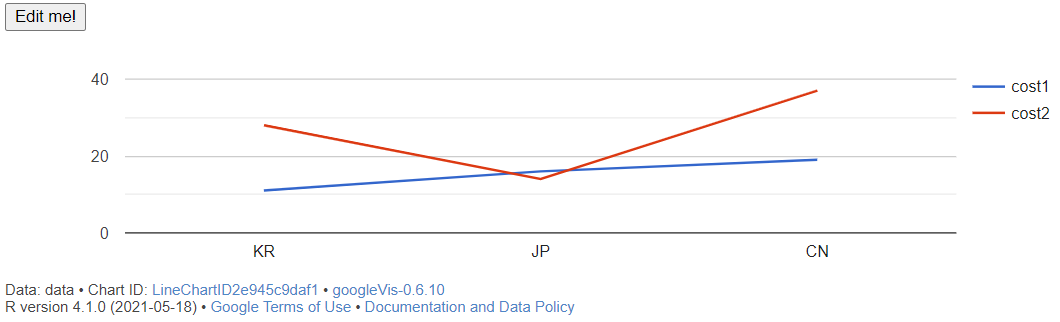 Edit me!
40
20
0
KR JP CN
cost1
cost2
Data: data • Chart ID: LineChartID2e945c9daf1 • googleVis-0.6.10
R version 4.1.0 (2021-05-18) • Google Terms of Use • Documentation and Data Policy